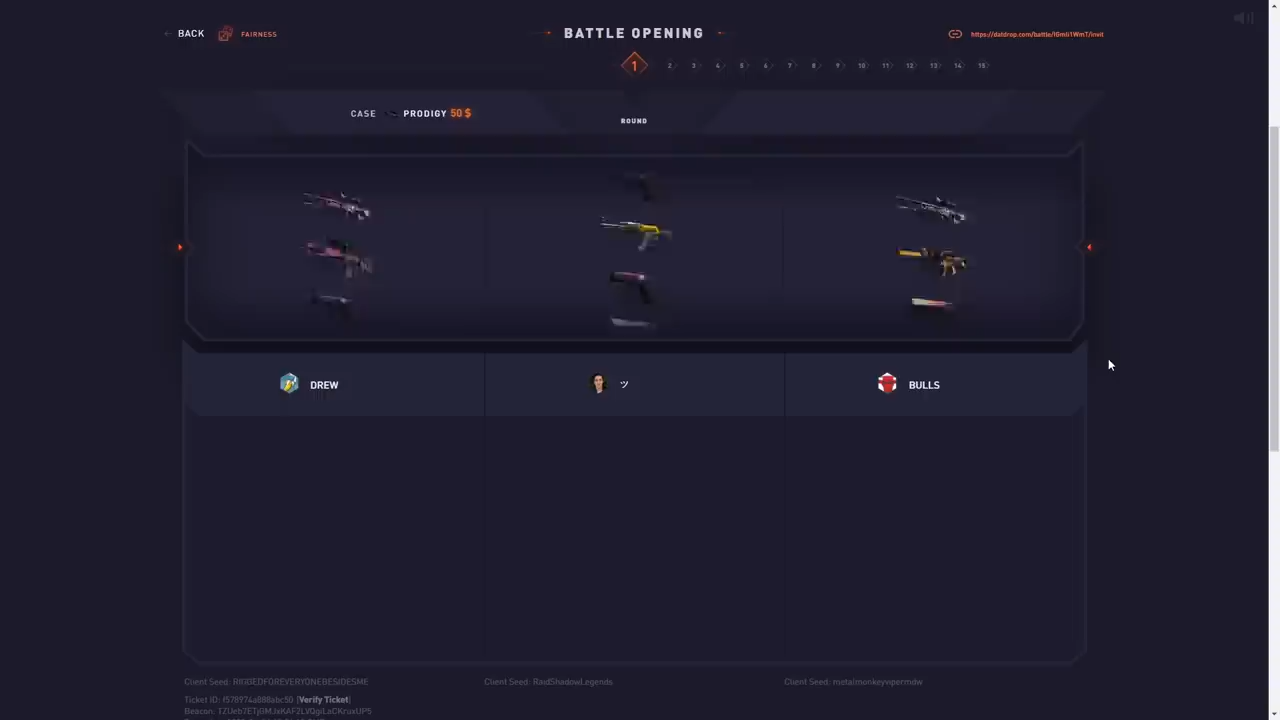 BACK FAIRNESS BATTLE OPENING https://datdrop.com/battle/IGmIi1WmT/invit
1 2 3 4 5 6 7 8 9 10 11 12 13 14 15
CASE PRODIGY 50 $
ROUND
DREW ツ BULLS
Client Seed: RIGGEDFOREVERYONEBESIDESME Client Seed: RaidShadowLegends Client Seed: metalmonkeyvipermdw
Ticket ID: f578974a888abc50 [Verify Ticket]
Beacon: